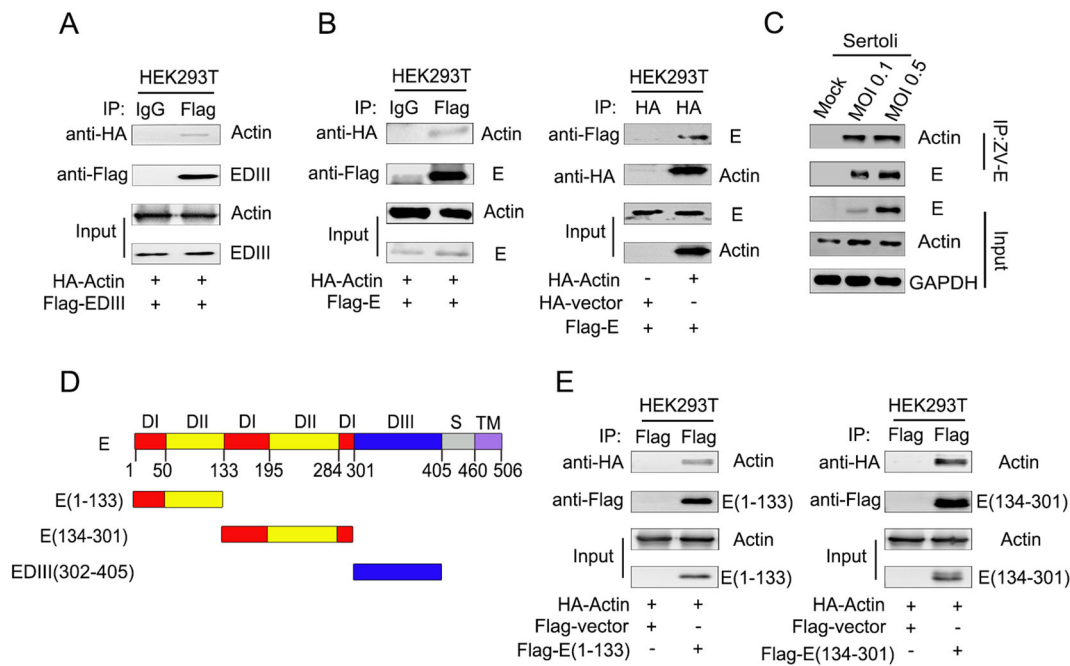 A
HEK293T
IP: IgG Flag
anti-HA Actin
anti-Flag EDIII
Input Actin
EDIII
HA-Actin + +
Flag-EDIII + +
B
HEK293T
IP: IgG Flag
anti-HA Actin
anti-Flag E
Input Actin
E
HA-Actin + +
Flag-E + +
HEK293T
IP: HA HA
anti-Flag E
anti-HA Actin
Input E
Actin
HA-Actin - +
HA-vector + -
Flag-E + +
C
Sertoli
Mock MOI 0.1 MOI 0.5
Actin
E
IP:ZV-E
E
Actin
GAPDH
Input
D
DI DII DI DII DI DIII S TM
E
1 50 133 195 284 301 405 460 506
E(1-133)
E(134-301)
EDIII(302-405)
E
HEK293T
IP: Flag Flag
anti-HA Actin
anti-Flag E(1-133)
Input Actin
E(1-133)
HA-Actin + +
Flag-vector + -
Flag-E(1-133) - +
HEK293T
IP: Flag Flag
anti-HA Actin
anti-Flag E(134-301)
Input Actin
E(134-301)
HA-Actin + +
Flag-vector + -
Flag-E(134-301) - +